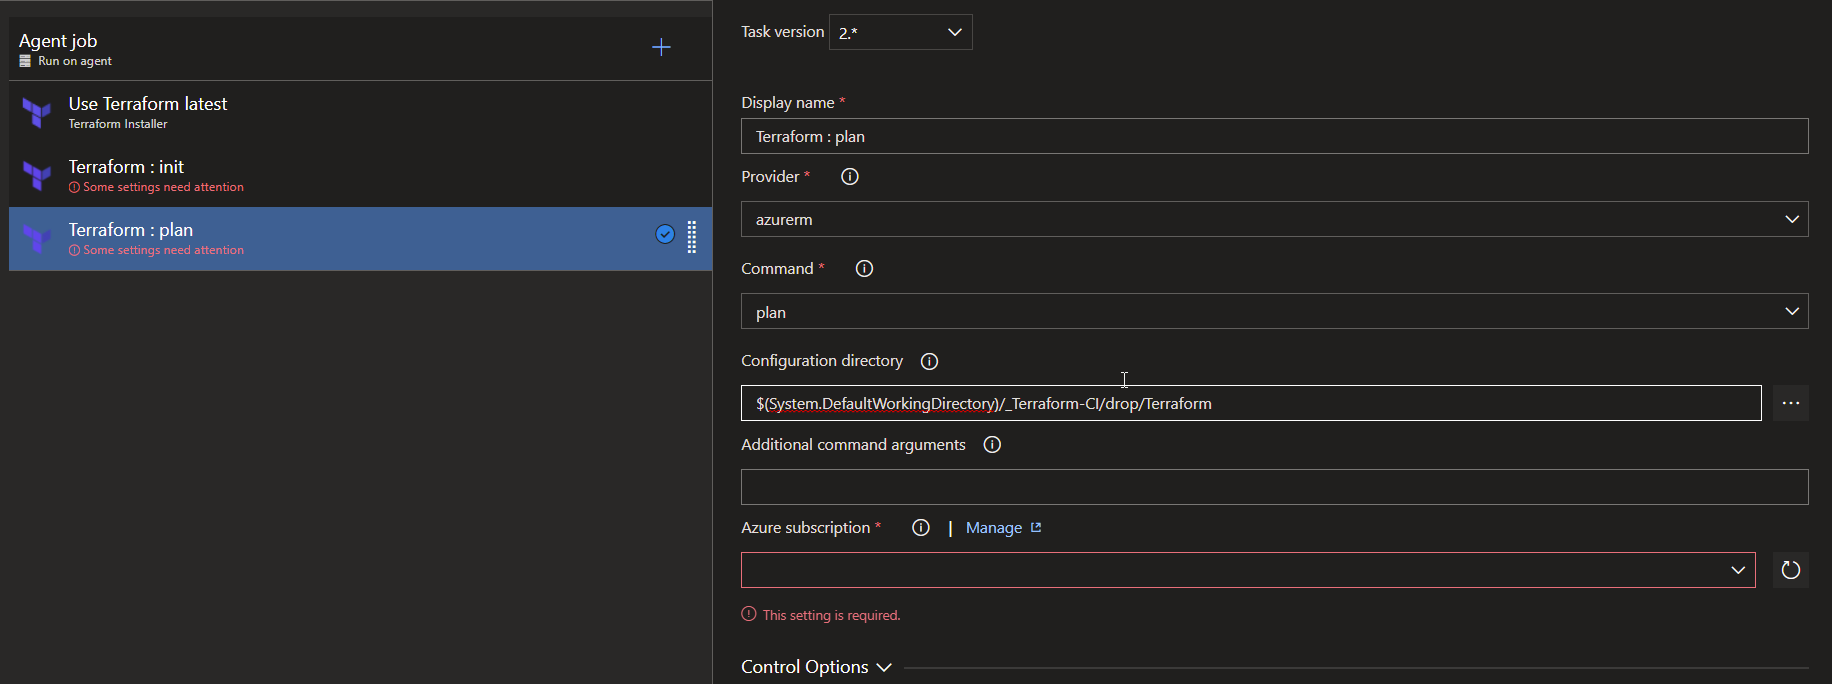 Agent job
Run on agent
Use Terraform latest
Terraform Installer
Terraform : init
Some settings need attention
Terraform : plan
Some settings need attention
Task version 2.*
Display name *
Terraform : plan
Provider *
azurerm
Command *
plan
Configuration directory
$(System.DefaultWorkingDirectory)/_Terraform-CI/drop/Terraform
Additional command arguments
Azure subscription * | Manage
This setting is required.
Control Options